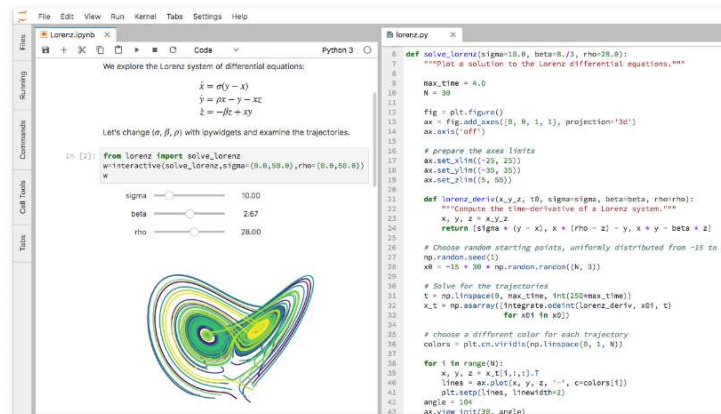 File Edit View Run Kernel Tabs Settings Help
Files
Running
Commands
Cell Tools
Tabs
Lorenz.ipynb ×
Code
Python 3
We explore the Lorenz system of differential equations:
ẋ = σ(y − x)
ẏ = ρx − y − xz
ż = −βz + xy
Let's change (σ, β, ρ) with ipywidgets and examine the trajectories.
In [2]: from lorenz import solve_lorenz
w=interactive(solve_lorenz,sigma=(0.0,50.0),rho=(0.0,50.0))
w
sigma 10.00
beta 2.67
rho 28.00
lorenz.py ×
6 def solve_lorenz(sigma=10.0, beta=8./3, rho=28.0):
7 """Plot a solution to the Lorenz differential equations."""
8
9 max_time = 4.0
10 N = 30
11
12 fig = plt.figure()
13 ax = fig.add_axes([0, 0, 1, 1], projection='3d')
14 ax.axis('off')
15
16 # prepare the axes limits
17 ax.set_xlim((-25, 25))
18 ax.set_ylim((-35, 35))
19 ax.set_zlim((5, 55))
20
21 def lorenz_deriv(x_y_z, t0, sigma=sigma, beta=beta, rho=rho):
22 """Compute the time-derivative of a Lorenz system."""
23 x, y, z = x_y_z
24 return [sigma * (y - x), x * (rho - z) - y, x * y - beta * z]
25
26 # Choose random starting points, uniformly distributed from -15 to
27 np.random.seed(1)
28 x0 = -15 + 30 * np.random.random((N, 3))
29
30 # Solve for the trajectories
31 t = np.linspace(0, max_time, int(250*max_time))
32 x_t = np.asarray([integrate.odeint(lorenz_deriv, x0i, t)
33 for x0i in x0])
34
35 # choose a different color for each trajectory
36 colors = plt.cm.viridis(np.linspace(0, 1, N))
37
38 for i in range(N):
39 x, y, z = x_t[i,:,:].T
40 lines = ax.plot(x, y, z, '-', c=colors[i])
41 plt.setp(lines, linewidth=2)
42 angle = 104
43 ax.view_init(30, angle)